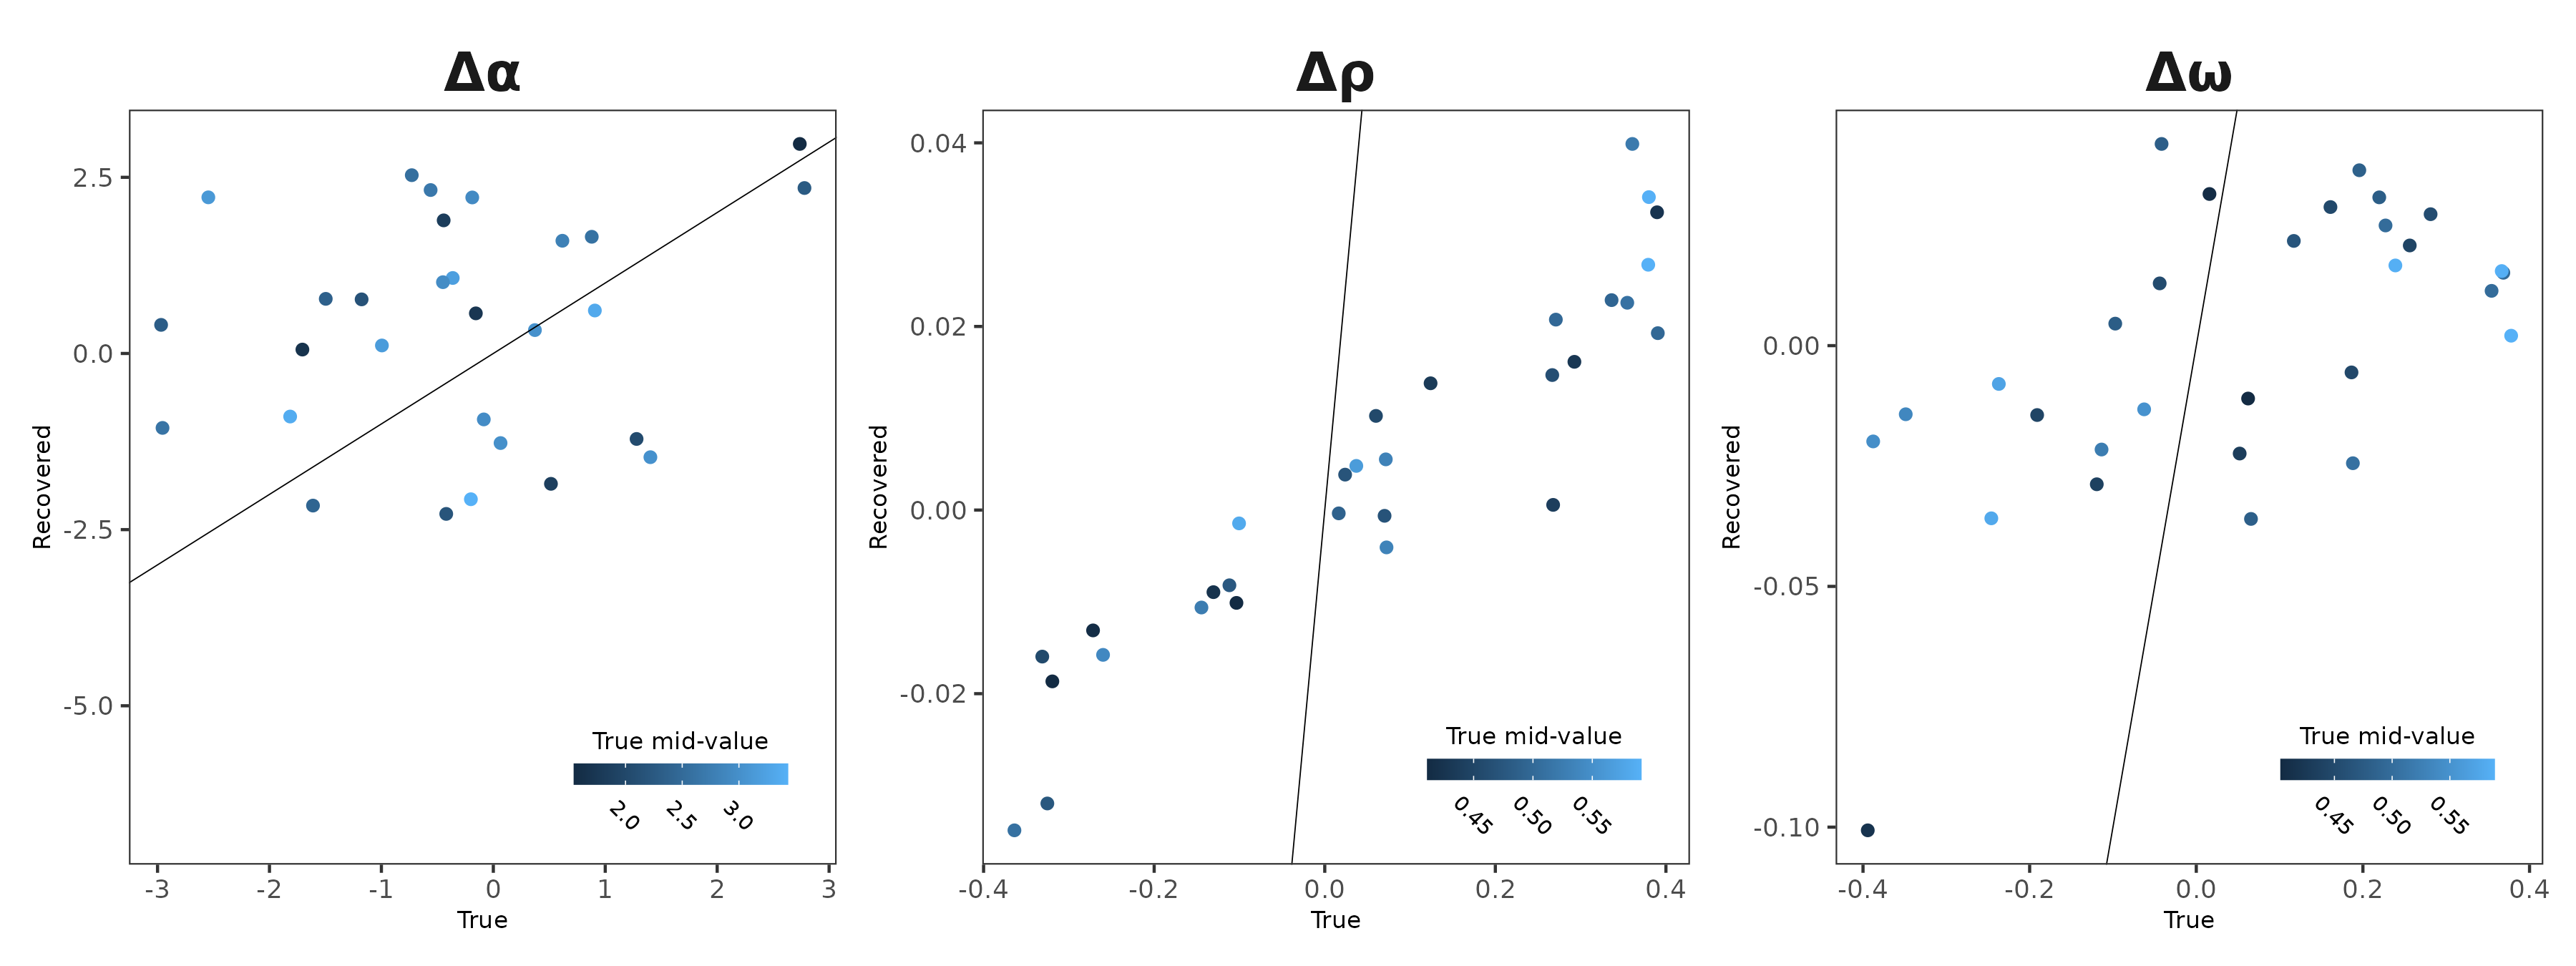 Δα
Recovered
2.5
0.0
-2.5
-5.0
-3 -2 -1 0 1 2 3
True
True mid-value
2.0 2.5 3.0
Δρ
Recovered
0.04
0.02
0.00
-0.02
-0.4 -0.2 0.0 0.2 0.4
True
True mid-value
0.45 0.50 0.55
Δω
Recovered
0.00
-0.05
-0.10
-0.4 -0.2 0.0 0.2 0.4
True
True mid-value
0.45 0.50 0.55